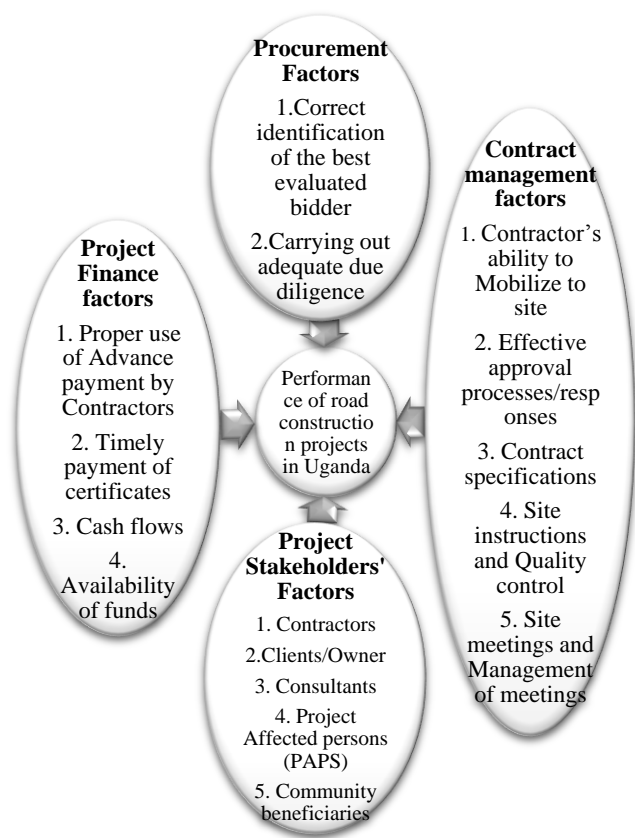 Procurement
Factors
1.Correct
identification
of the best
evaluated
bidder
2.Carrying out
adequate due
diligence
Contract
management
factors
1. Contractor's
ability to
Mobilize to
site
2. Effective
approval
processes/resp
onses
3. Contract
specifications
4. Site
instructions
and Quality
control
5. Site
meetings and
Management
of meetings
Project
Finance
factors
1. Proper use
of Advance
payment by
Contractors
2. Timely
payment of
certificates
3. Cash flows
4.
Availability
of funds
Performan
ce of road
constructio
n projects
in Uganda
Project
Stakeholders'
Factors
1. Contractors
2.Clients/Owner
3. Consultants
4. Project
Affected persons
(PAPS)
5. Community
beneficiaries